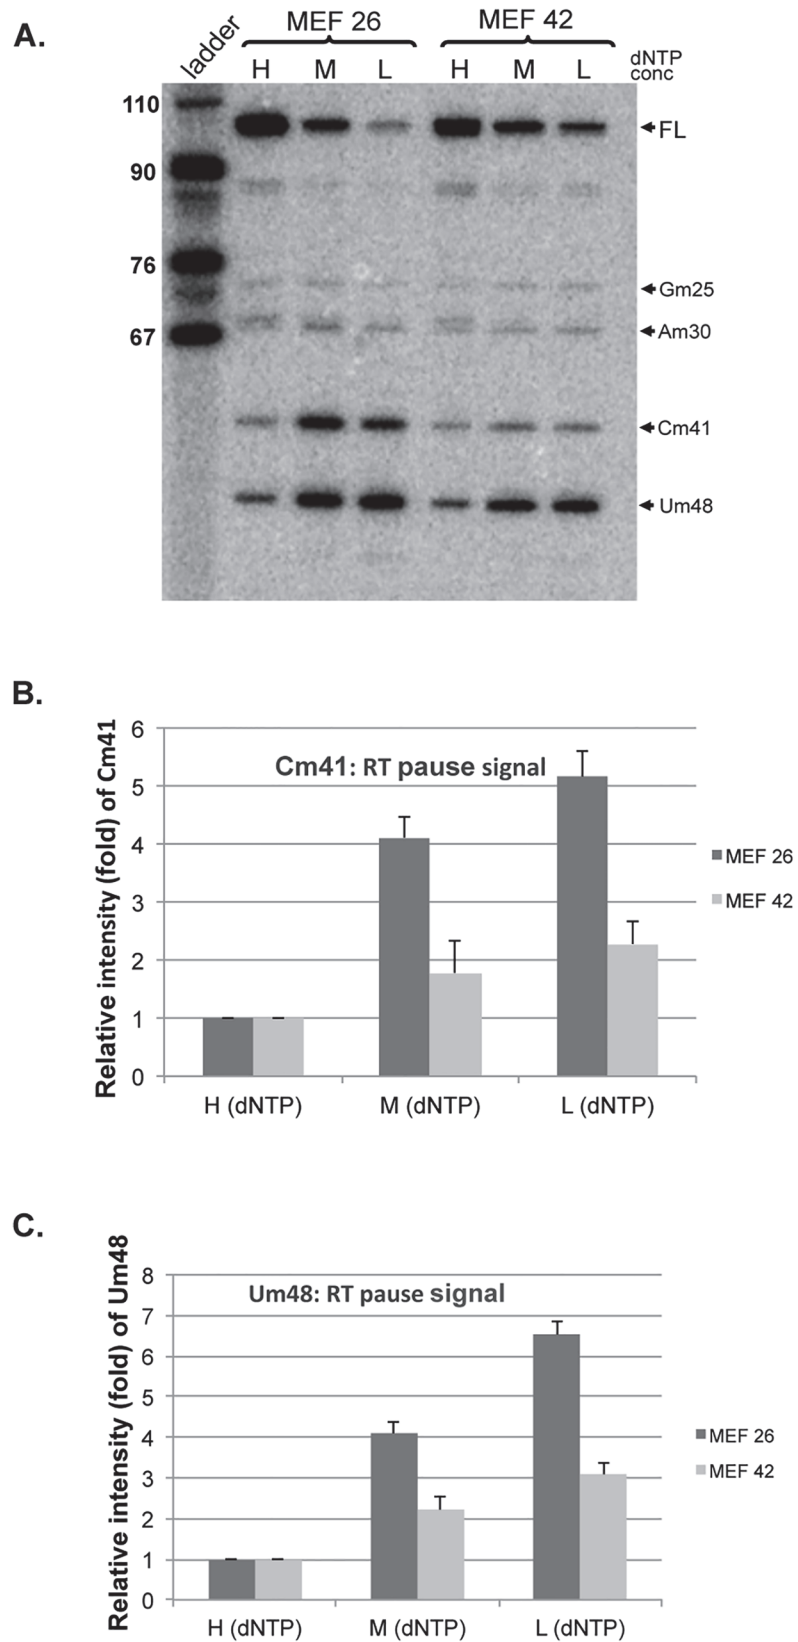 A.
ladder
MEF 26
MEF 42
H M L H M L
dNTP
conc
110
90
76
67
FL
Gm25
Am30
Cm41
Um48
B.
Relative intensity (fold) of Cm41
Cm41: RT pause signal
6
5
4
3
2
1
0
H (dNTP) M (dNTP) L (dNTP)
MEF 26
MEF 42
C.
Relative intensity (fold) of Um48
Um48: RT pause signal
8
7
6
5
4
3
2
1
0
H (dNTP) M (dNTP) L (dNTP)
MEF 26
MEF 42